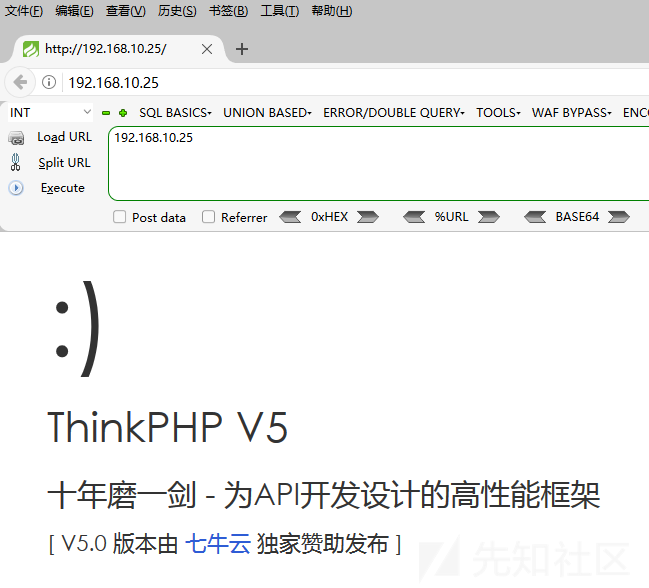 文件(F) 编辑(E) 查看(V) 历史(S) 书签(B) 工具(T) 帮助(H)
http://192.168.10.25/
192.168.10.25
INT SQL BASICS UNION BASED ERROR/DOUBLE QUERY TOOLS WAF BYPASS ENC
Load URL 192.168.10.25
Split URL
Execute
Post data Referrer 0xHEX %URL BASE64
:)
ThinkPHP V5
十年磨一剑 - 为API开发设计的高性能框架
[ V5.0 版本由 七牛云 独家赞助发布 ]
先知社区